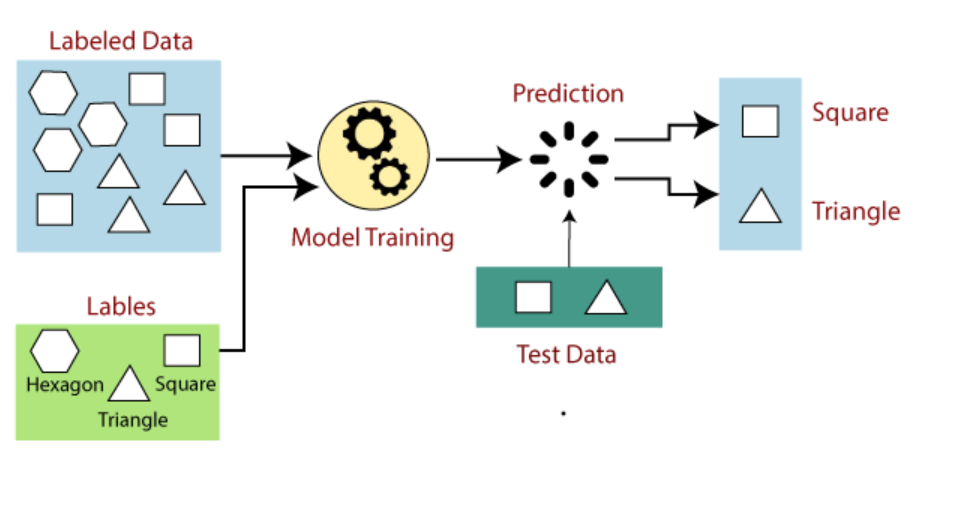 Labeled Data
Prediction
Square
Model Training
Triangle
Lables
Hexagon
Square
Triangle
Test Data